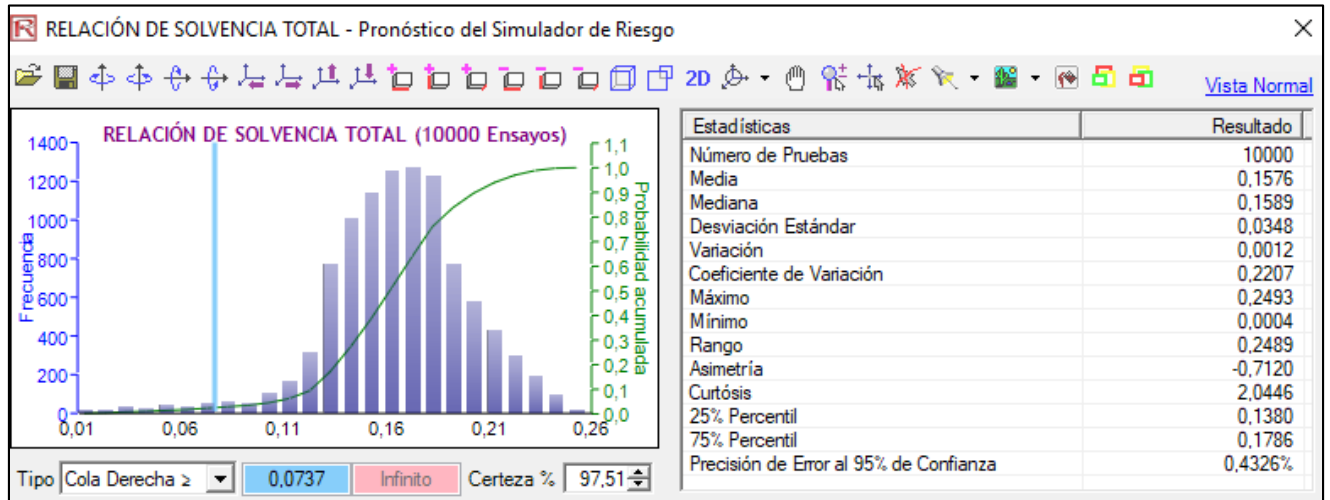 RELACIÓN DE SOLVENCIA TOTAL - Pronóstico del Simulador de Riesgo
2D
Vista Normal
RELACIÓN DE SOLVENCIA TOTAL (10000 Ensayos)
Frecuencia
1400
1200
1000
800
600
400
200
0
0,01 0,06 0,11 0,16 0,21 0,26
1,1
1,0
0,9
0,8
0,7
0,6
0,5
0,4
0,3
0,2
0,1
0,0
Probabilidad acumulada
Tipo Cola Derecha ≥ 0,0737 Infinito Certeza % 97,51
Estadísticas Resultado
Número de Pruebas 10000
Media 0,1576
Mediana 0,1589
Desviación Estándar 0,0348
Variación 0,0012
Coeficiente de Variación 0,2207
Máximo 0,2493
Mínimo 0,0004
Rango 0,2489
Asimetría -0,7120
Curtósis 2,0446
25% Percentil 0,1380
75% Percentil 0,1786
Precisión de Error al 95% de Confianza 0,4326%